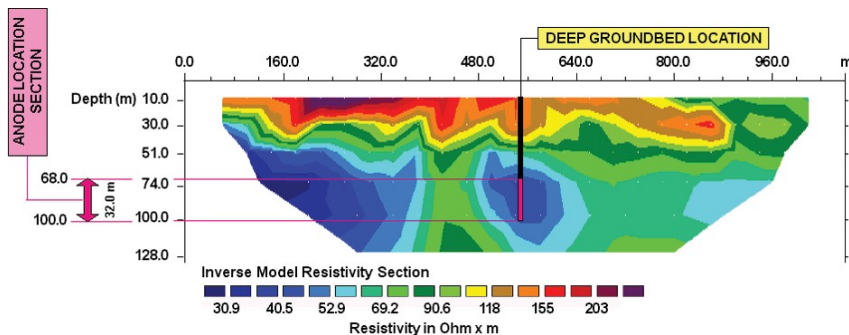 DEEP GROUNDBED LOCATION
ANODE LOCATION
SECTION
0.0 160.0 320.0 480.0 640.0 800.0 960.0 m
Depth (m) 10.0
30.0
51.0
68.0
74.0
32.0 m
100.0 100.0
128.0
Inverse Model Resistivity Section
30.9 40.5 52.9 69.2 90.6 118 155 203
Resistivity in Ohm x m